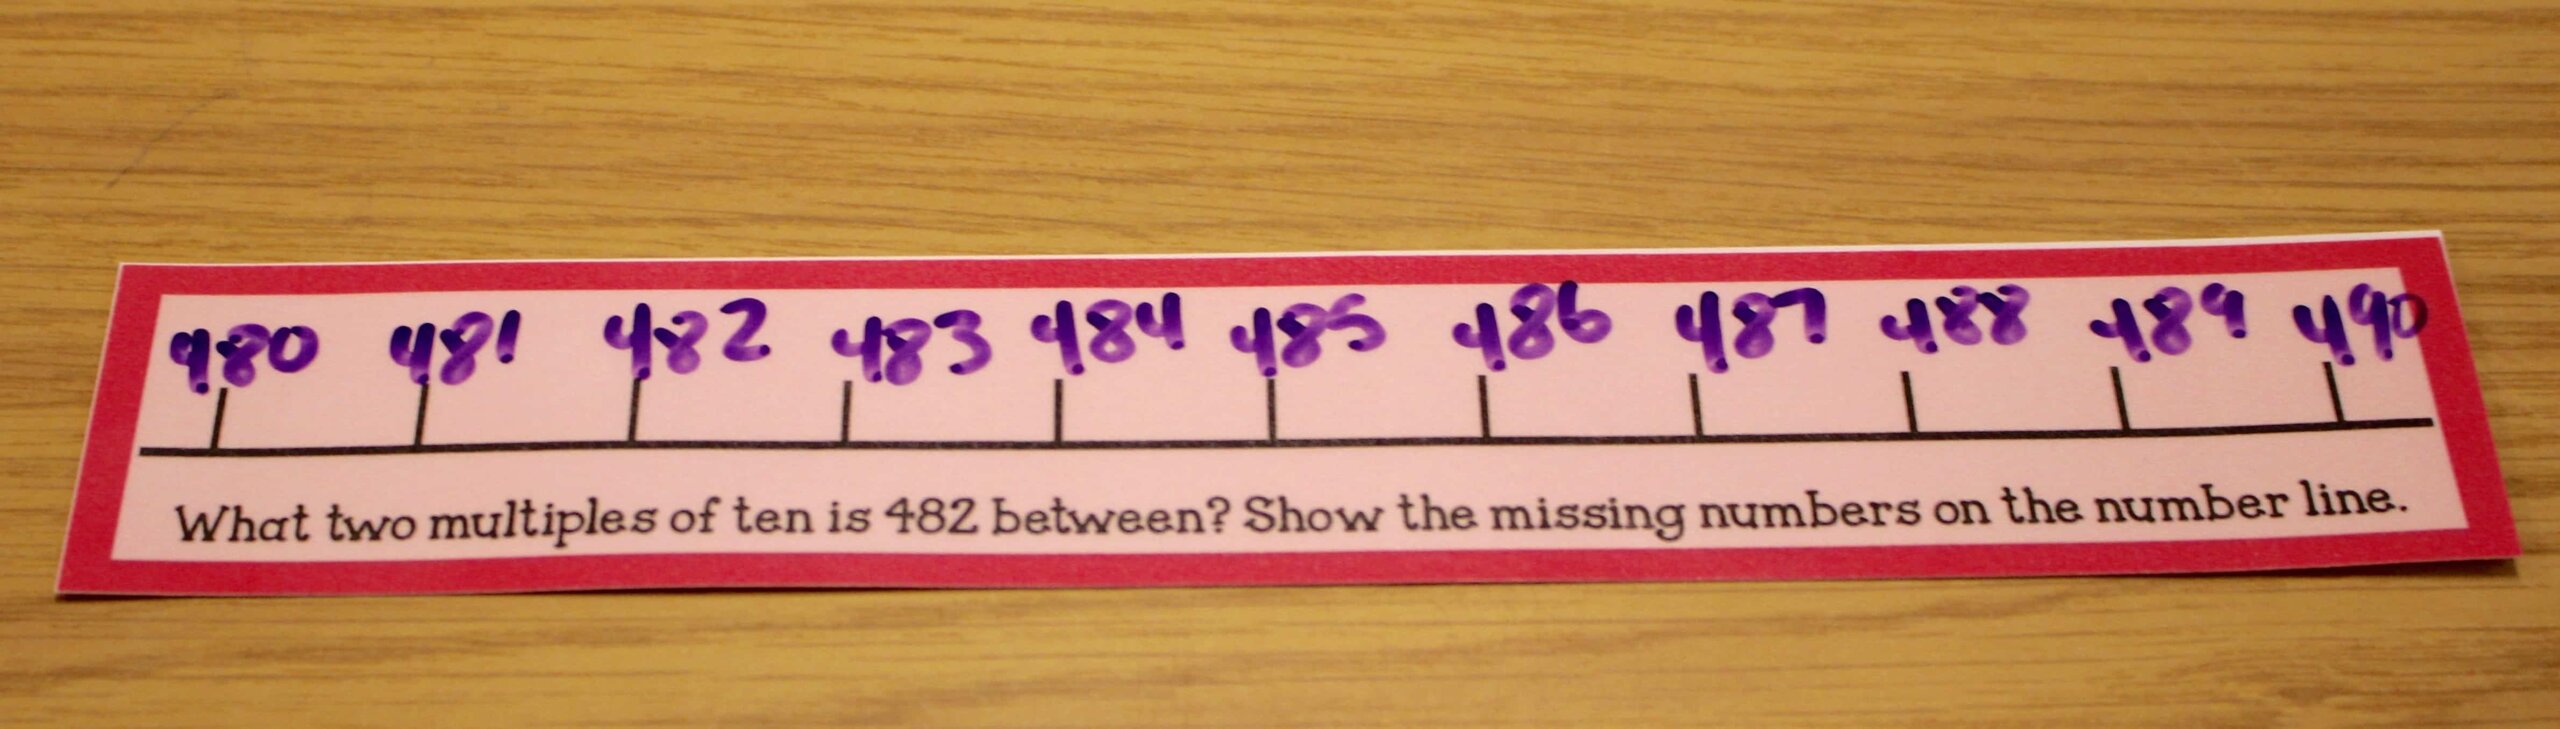 480 481 482 483 484 485 486 487 488 489 490
What two multiples of ten is 482 between? Show the missing numbers on the number line.